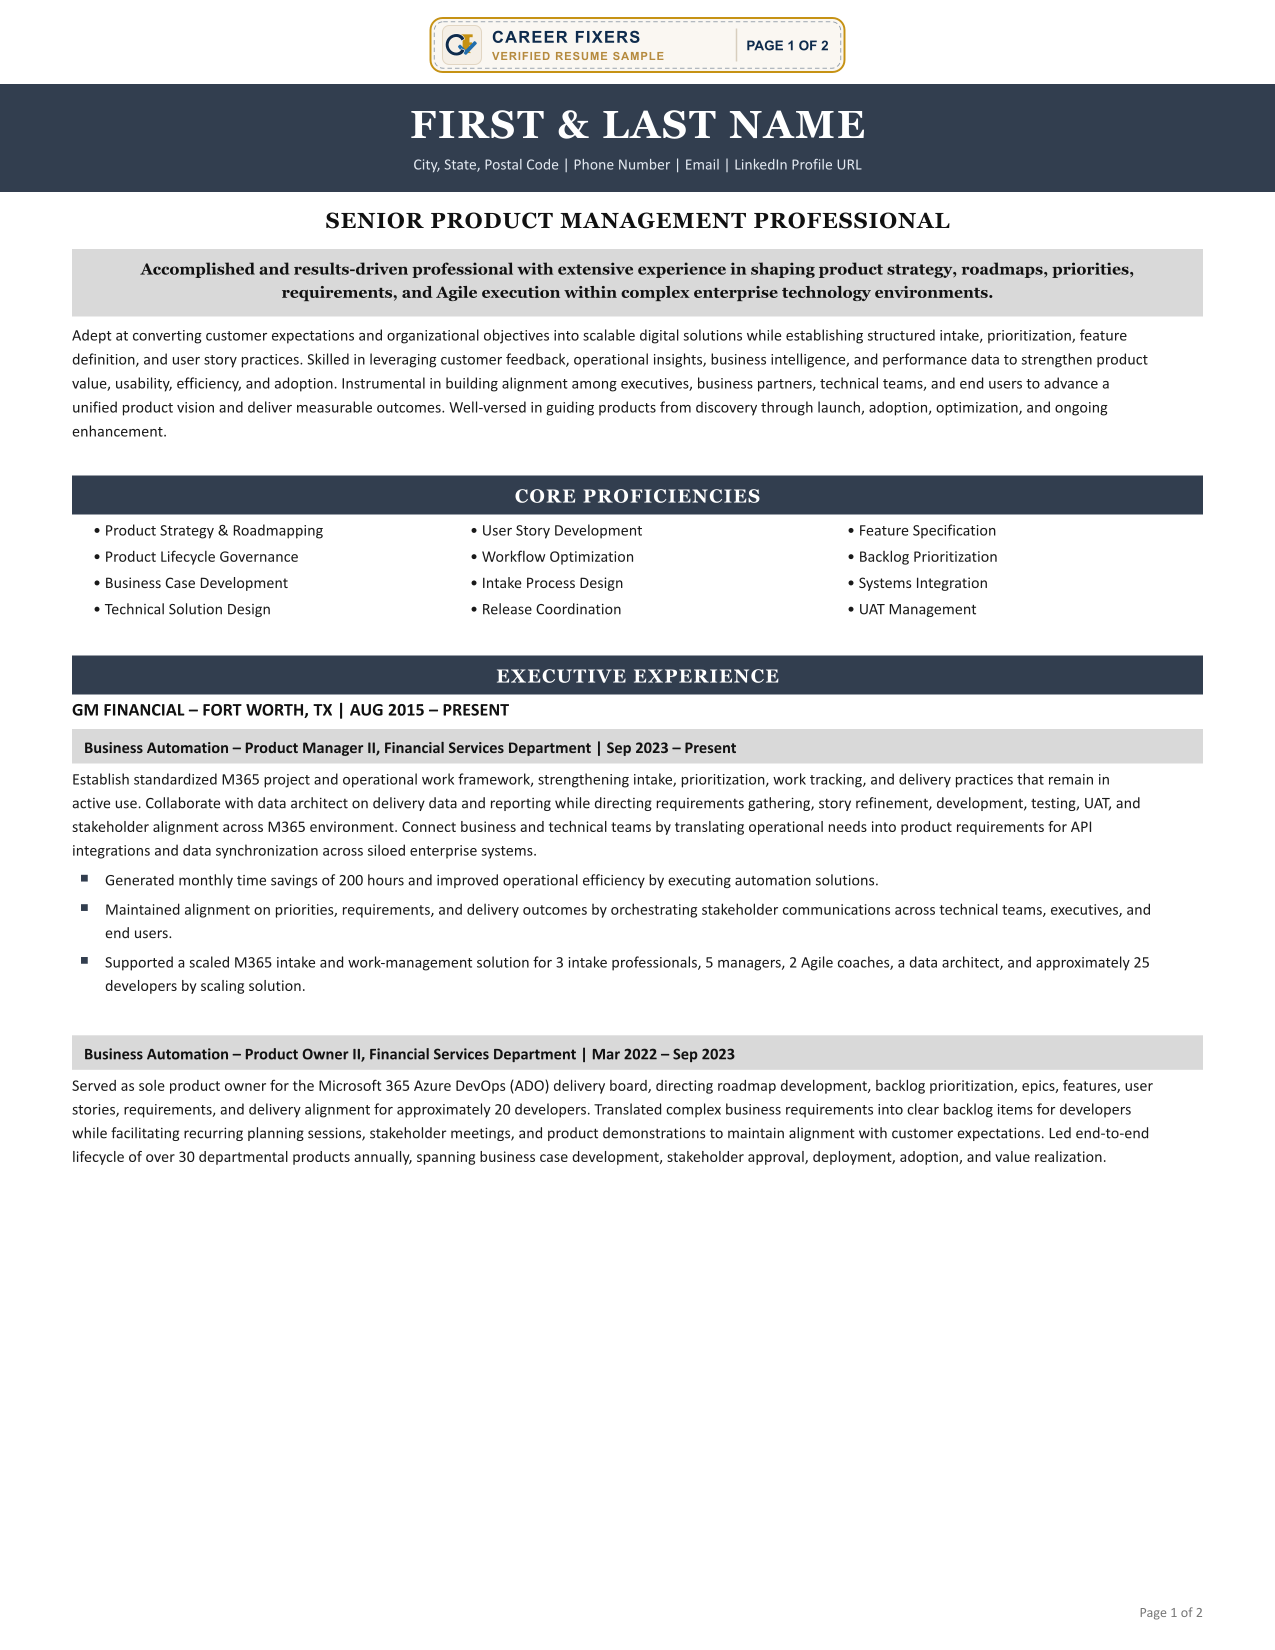 CAREER FIXERS
VERIFIED RESUME SAMPLE
PAGE 1 OF 2
FIRST & LAST NAME
City, State, Postal Code | Phone Number | Email | LinkedIn Profile URL
SENIOR PRODUCT MANAGEMENT PROFESSIONAL
Accomplished and results-driven professional with extensive experience in shaping product strategy, roadmaps, priorities,
requirements, and Agile execution within complex enterprise technology environments.
Adept at converting customer expectations and organizational objectives into scalable digital solutions while establishing structured intake, prioritization, feature
definition, and user story practices. Skilled in leveraging customer feedback, operational insights, business intelligence, and performance data to strengthen product
value, usability, efficiency, and adoption. Instrumental in building alignment among executives, business partners, technical teams, and end users to advance a
unified product vision and deliver measurable outcomes. Well-versed in guiding products from discovery through launch, adoption, optimization, and ongoing
enhancement.
CORE PROFICIENCIES
• Product Strategy & Roadmapping
• Product Lifecycle Governance
• Business Case Development
• Technical Solution Design
• User Story Development
• Workflow Optimization
• Intake Process Design
• Release Coordination
• Feature Specification
• Backlog Prioritization
• Systems Integration
• UAT Management
EXECUTIVE EXPERIENCE
GM FINANCIAL – FORT WORTH, TX | AUG 2015 – PRESENT
Business Automation – Product Manager II, Financial Services Department | Sep 2023 – Present
Establish standardized M365 project and operational work framework, strengthening intake, prioritization, work tracking, and delivery practices that remain in
active use. Collaborate with data architect on delivery data and reporting while directing requirements gathering, story refinement, development, testing, UAT, and
stakeholder alignment across M365 environment. Connect business and technical teams by translating operational needs into product requirements for API
integrations and data synchronization across siloed enterprise systems.
▪ Generated monthly time savings of 200 hours and improved operational efficiency by executing automation solutions.
▪ Maintained alignment on priorities, requirements, and delivery outcomes by orchestrating stakeholder communications across technical teams, executives, and
end users.
▪ Supported a scaled M365 intake and work-management solution for 3 intake professionals, 5 managers, 2 Agile coaches, a data architect, and approximately 25
developers by scaling solution.
Business Automation – Product Owner II, Financial Services Department | Mar 2022 – Sep 2023
Served as sole product owner for the Microsoft 365 Azure DevOps (ADO) delivery board, directing roadmap development, backlog prioritization, epics, features, user
stories, requirements, and delivery alignment for approximately 20 developers. Translated complex business requirements into clear backlog items for developers
while facilitating recurring planning sessions, stakeholder meetings, and product demonstrations to maintain alignment with customer expectations. Led end-to-end
lifecycle of over 30 departmental products annually, spanning business case development, stakeholder approval, deployment, adoption, and value realization.
Page 1 of 2